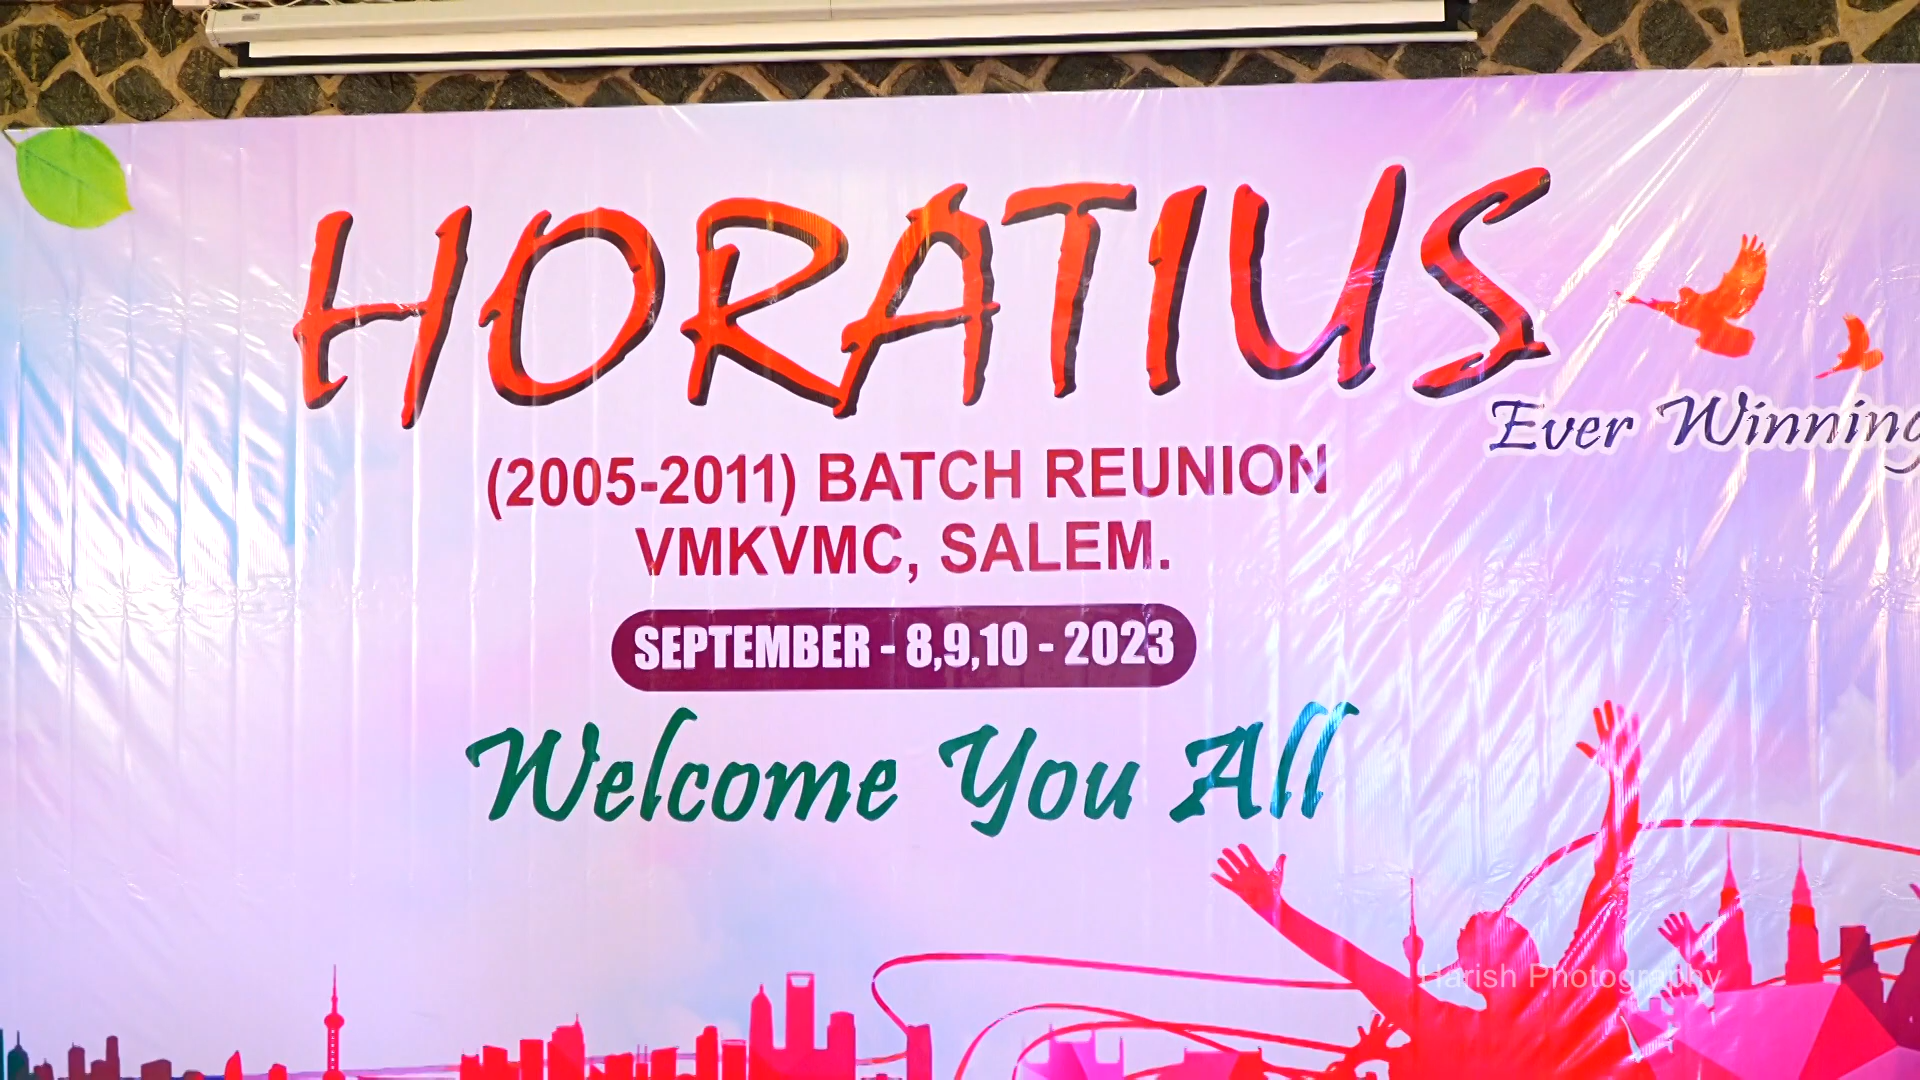 HORATIUS
Ever Winning
(2005-2011) BATCH REUNION
VMKVMC, SALEM.
SEPTEMBER - 8,9,10 - 2023
Welcome You All
Harish Photography